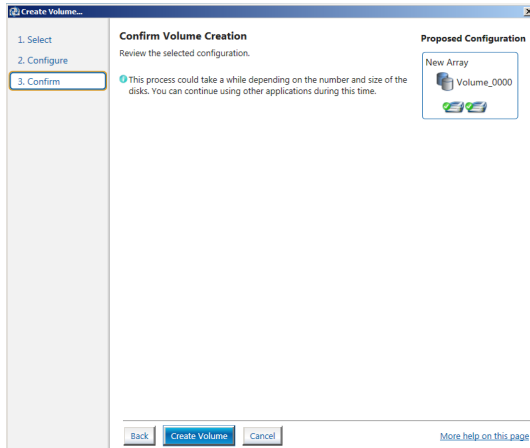 Create Volume...
1. Select
2. Configure
3. Confirm
Confirm Volume Creation
Review the selected configuration.
This process could take a while depending on the number and size of the
disks. You can continue using other applications during this time.
Proposed Configuration
New Array
Volume_0000
Back
Create Volume
Cancel
More help on this page